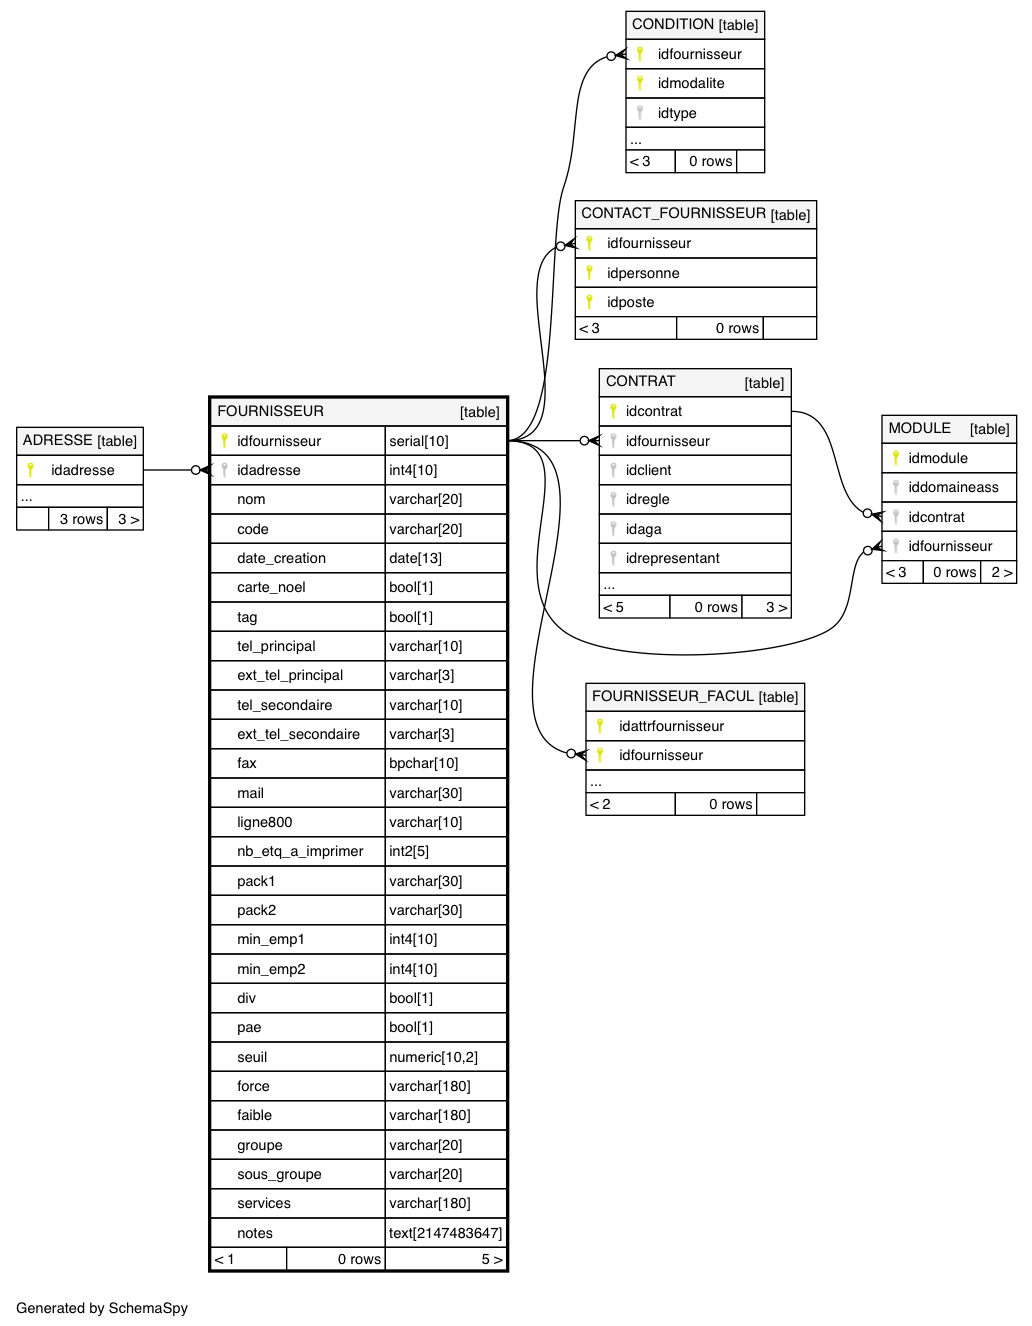 CONDITION [table]
idfournisseur
idmodalite
idtype
...
< 3 0 rows
CONTACT_FOURNISSEUR [table]
idfournisseur
idpersonne
idposte
< 3 0 rows
CONTRAT [table]
idcontrat
idfournisseur
idclient
idregle
idaga
idrepresentant
...
< 5 0 rows 3 >
MODULE [table]
idmodule
iddomaineass
idcontrat
idfournisseur
< 3 0 rows 2 >
ADRESSE [table]
idadresse
...
3 rows 3 >
FOURNISSEUR [table]
idfournisseur serial[10]
idadresse int4[10]
nom varchar[20]
code varchar[20]
date_creation date[13]
carte_noel bool[1]
tag bool[1]
tel_principal varchar[10]
ext_tel_principal varchar[3]
tel_secondaire varchar[10]
ext_tel_secondaire varchar[3]
fax bpchar[10]
mail varchar[30]
ligne800 varchar[10]
nb_etq_a_imprimer int2[5]
pack1 varchar[30]
pack2 varchar[30]
min_emp1 int4[10]
min_emp2 int4[10]
div bool[1]
pae bool[1]
seuil numeric[10,2]
force varchar[180]
faible varchar[180]
groupe varchar[20]
sous_groupe varchar[20]
services varchar[180]
notes text[2147483647]
< 1 0 rows 5 >
FOURNISSEUR_FACUL [table]
idattrfournisseur
idfournisseur
...
< 2 0 rows
Generated by SchemaSpy